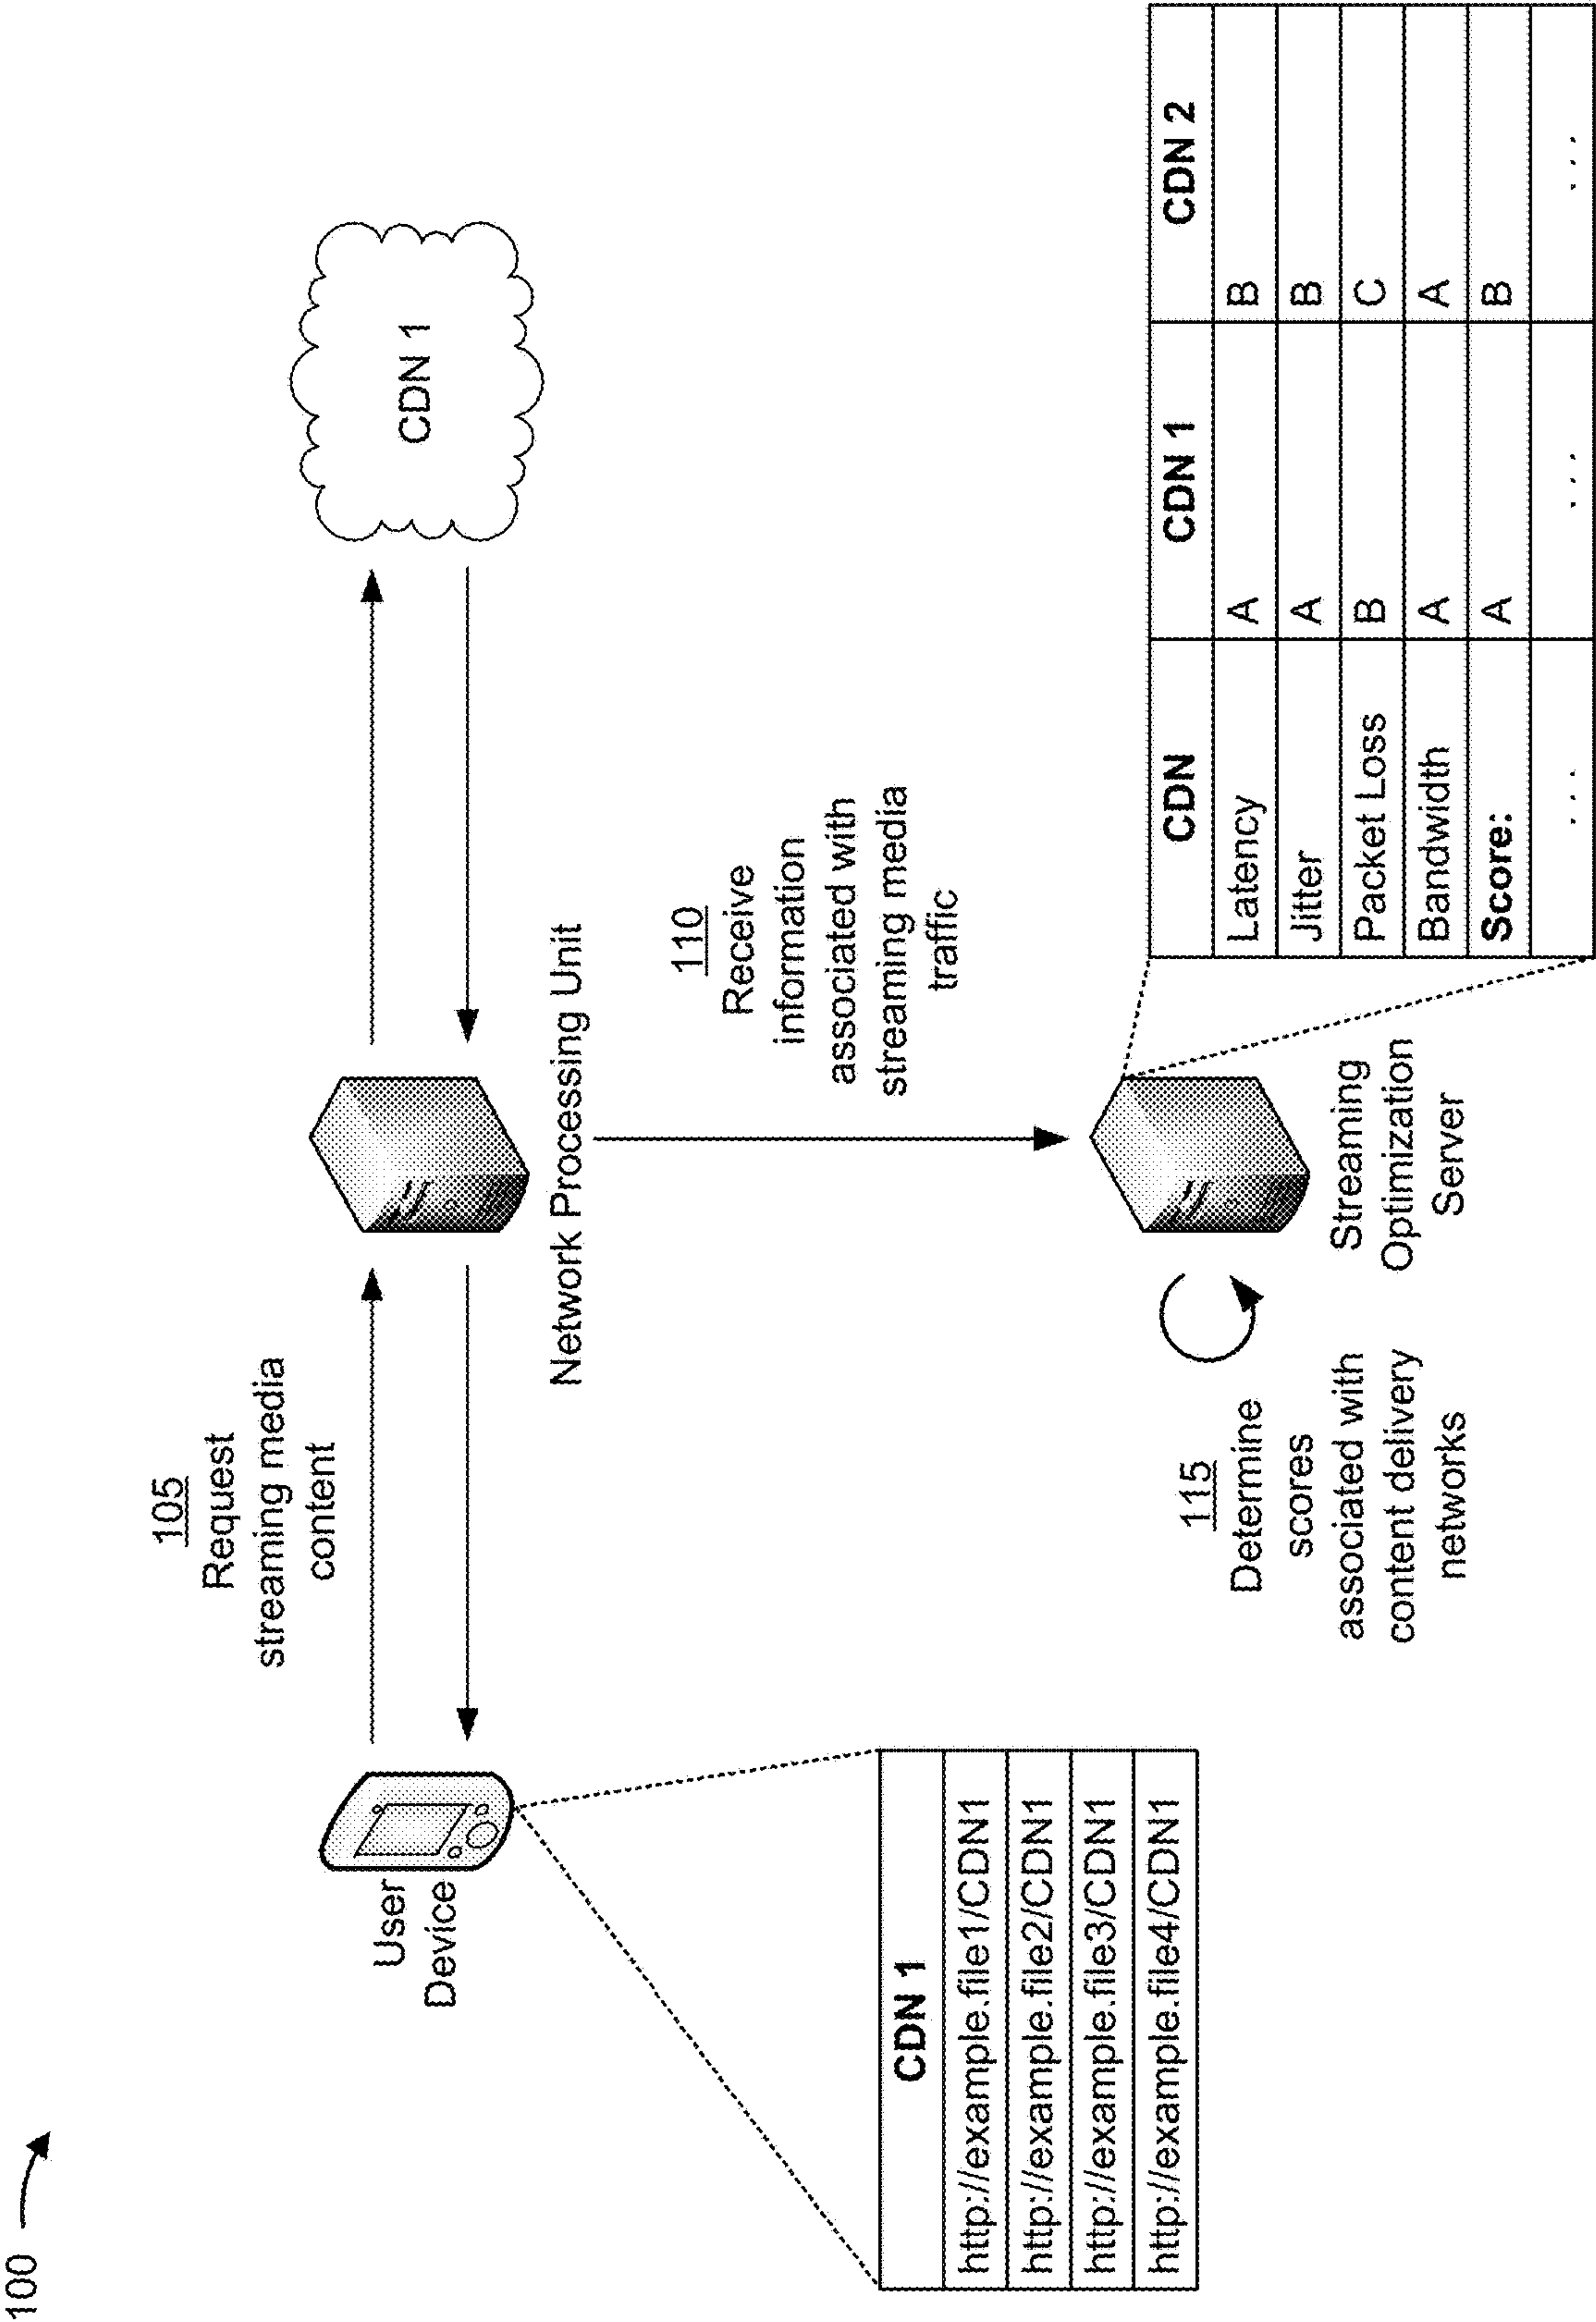 100
105
Request
streaming media
content
User
Device
Network Processing Unit
CDN 1
110
Receive
information
associated with
streaming media
traffic
CDN 1
http://example.file1/CDN1
http://example.file2/CDN1
http://example.file3/CDN1
http://example.file4/CDN1
115
Determine
scores
associated with
content delivery
networks
Streaming
Optimization
Server
CDN CDN 1 CDN 2
Latency A B
Jitter A B
Packet Loss B C
Bandwidth A A
Score: A B
... ... ...